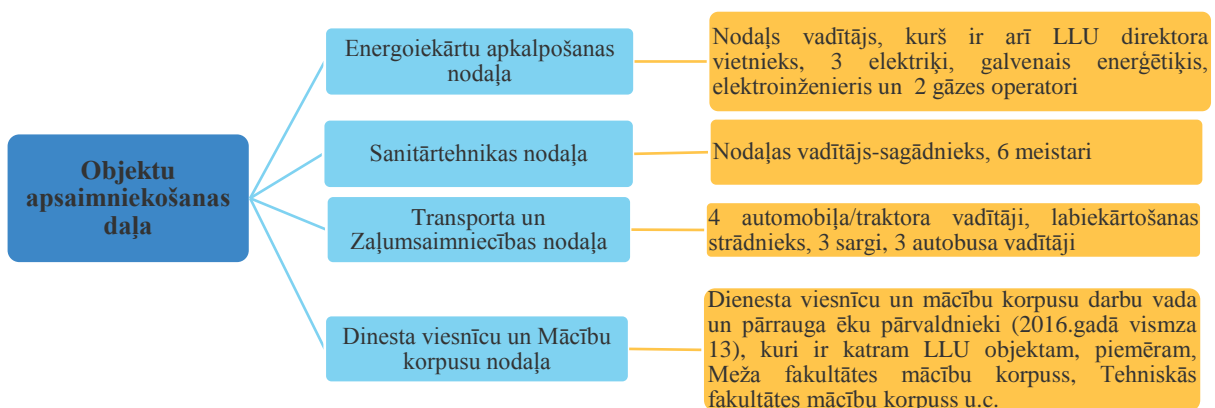 Objektu
apsaimniekošanas
daļa
Energoiekārtu apkalpošanas
nodaļa
Nodaļs vadītājs, kurš ir arī LLU direktora
vietnieks, 3 elektriķi, galvenais enerģētiķis,
elektroinženieris un 2 gāzes operatori
Sanitārtehnikas nodaļa
Nodaļas vadītājs-sagādnieks, 6 meistari
Transporta un
Zaļumsaimniecības nodaļa
4 automobiļa/traktora vadītāji, labiekārtošanas
strādnieks, 3 sargi, 3 autobusa vadītāji
Dinesta viesnīcu un Mācību
korpusu nodaļa
Dienesta viesnīcu un mācību korpusu darbu vada
un pārrauga ēku pārvaldnieki (2016.gadā vismza
13), kuri ir katram LLU objektam, piemēram,
Meža fakultātes mācību korpuss, Tehniskās
fakultātes mācību korpuss u.c.